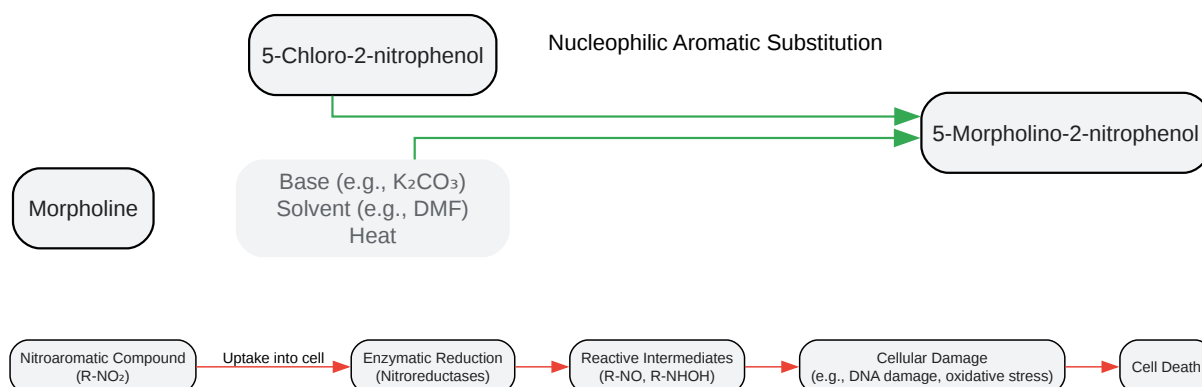 5-Chloro-2-nitrophenol
Nucleophilic Aromatic Substitution
5-Morpholino-2-nitrophenol
Morpholine
Base (e.g., K₂CO₃)
Solvent (e.g., DMF)
Heat
Nitroaromatic Compound
(R-NO₂)
Uptake into cell
Enzymatic Reduction
(Nitroreductases)
Reactive Intermediates
(R-NO, R-NHOH)
Cellular Damage
(e.g., DNA damage, oxidative stress)
Cell Death